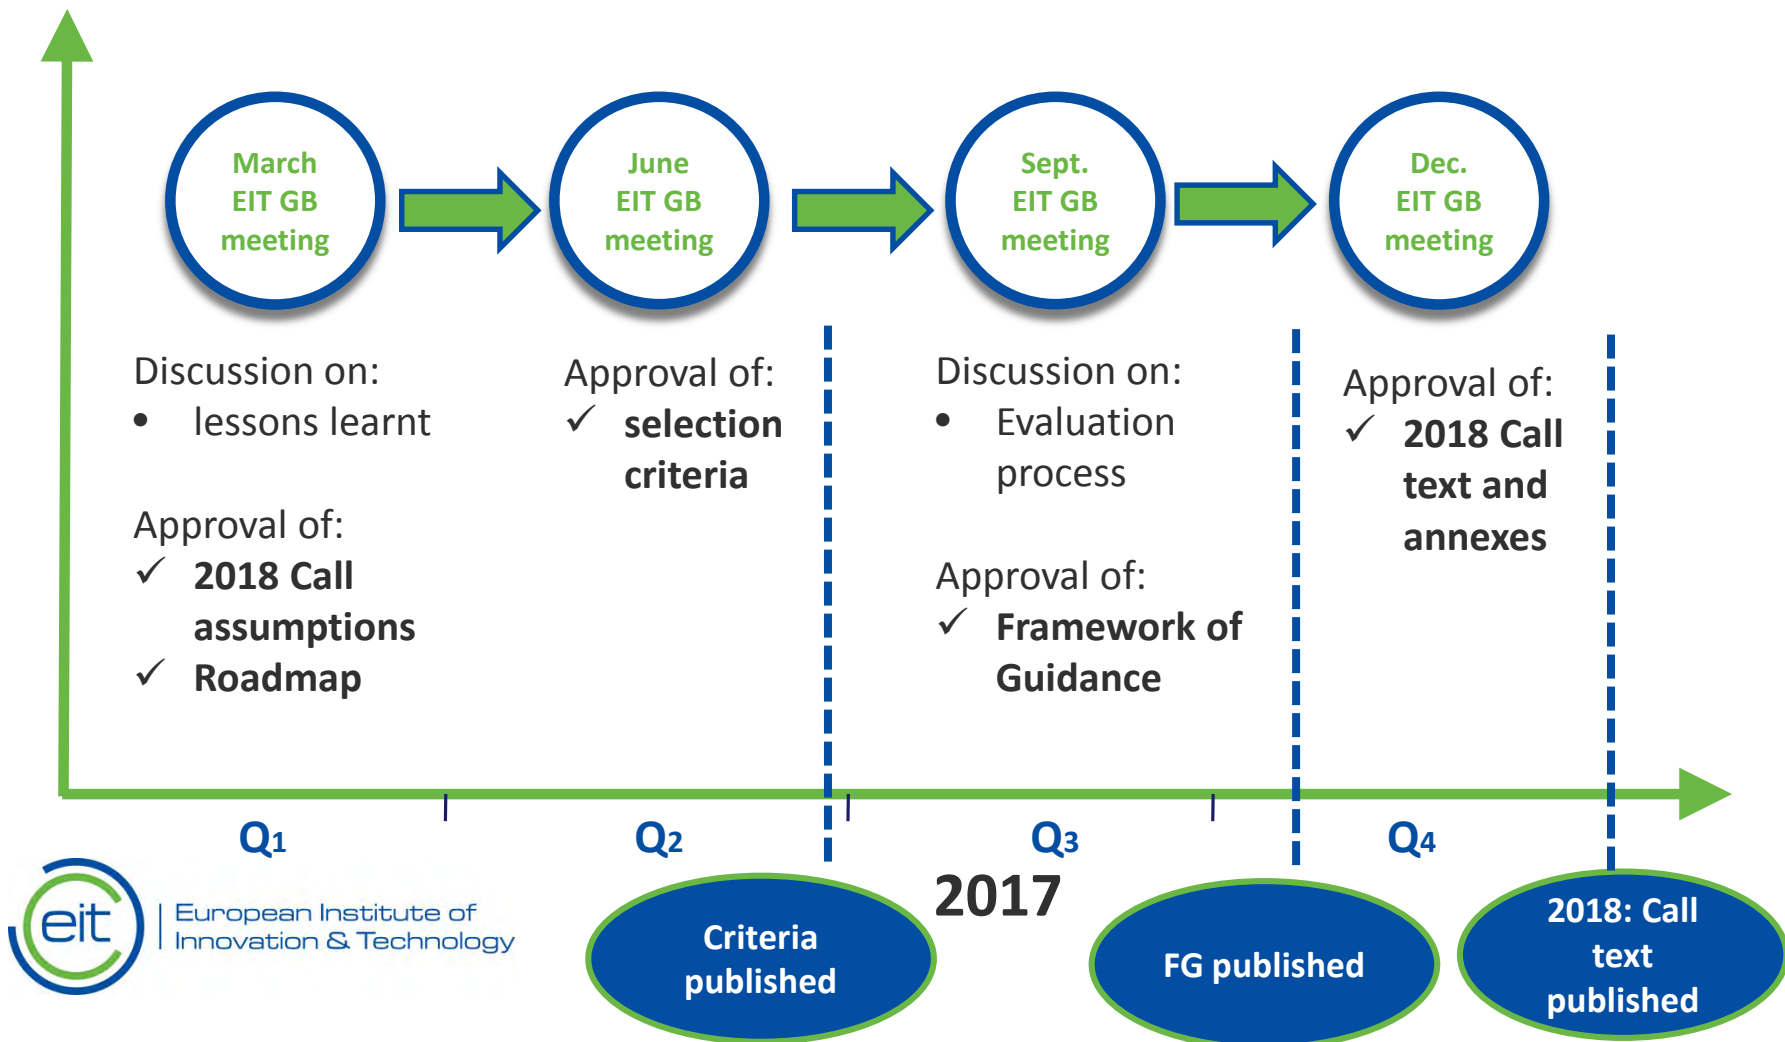 March
EIT GB
meeting
June
EIT GB
meeting
Sept.
EIT GB
meeting
Dec.
EIT GB
meeting
Discussion on:
• lessons learnt
Approval of:
✓ 2018 Call
assumptions
✓ Roadmap
Approval of:
✓ selection
criteria
Discussion on:
• Evaluation
process
Approval of:
✓ Framework of
Guidance
Approval of:
✓ 2018 Call
text and
annexes
Q1
Q2
Q3
Q4
2017
eit
European Institute of
Innovation & Technology
Criteria
published
FG published
2018: Call
text
published